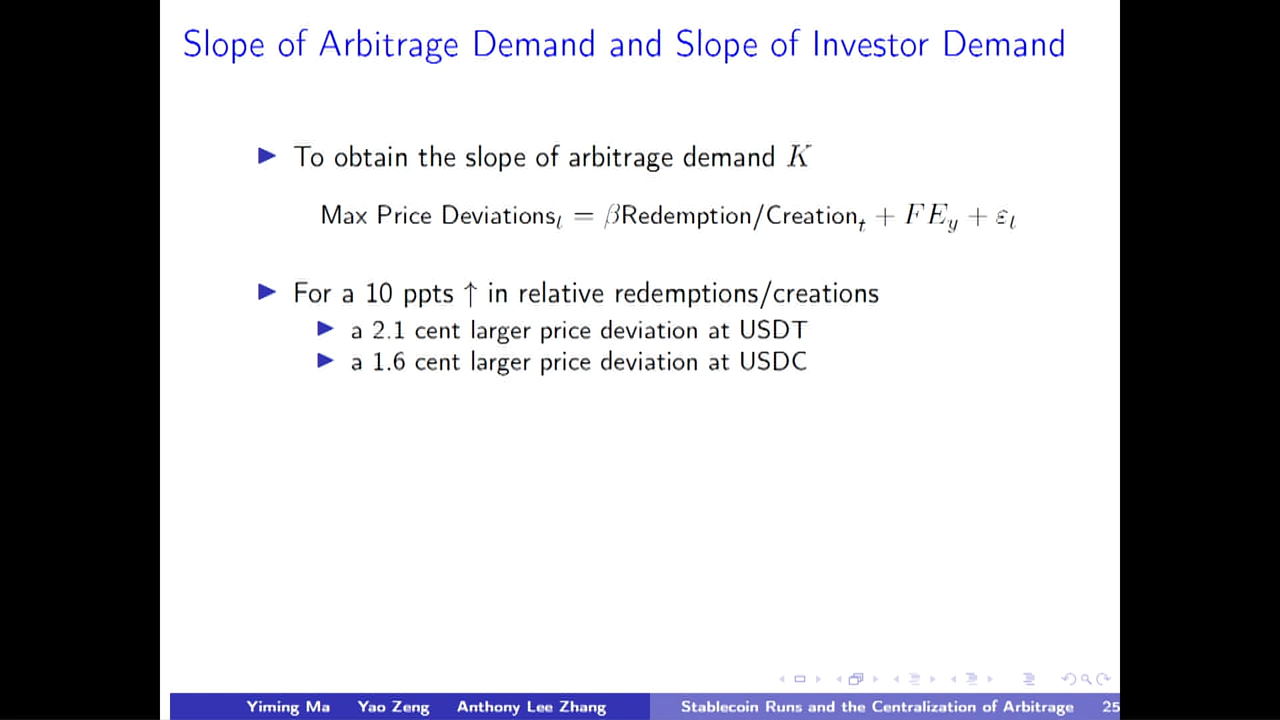 Slope of Arbitrage Demand and Slope of Investor Demand
To obtain the slope of arbitrage demand K
Max Price Deviationsₜ = βRedemption/Creationₜ + FE_y + εₜ
For a 10 ppts ↑ in relative redemptions/creations
a 2.1 cent larger price deviation at USDT
a 1.6 cent larger price deviation at USDC
Yiming Ma Yao Zeng Anthony Lee Zhang Stablecoin Runs and the Centralization of Arbitrage 25